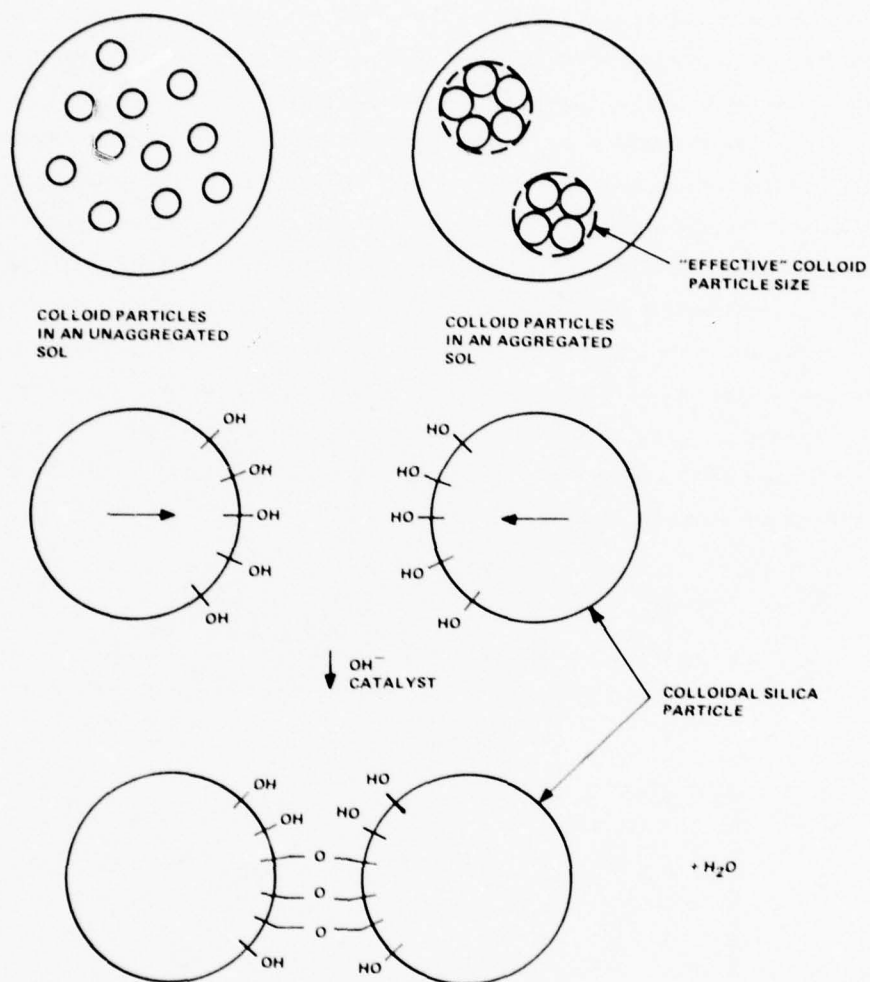 "EFFECTIVE" COLLOID
PARTICLE SIZE
COLLOID PARTICLES
IN AN UNAGGREGATED
SOL
COLLOID PARTICLES
IN AN AGGREGATED
SOL
OH
OH
OH
OH
OH
HO
HO
HO
HO
HO
OH⁻
CATALYST
COLLOIDAL SILICA
PARTICLE
OH
OH
O
O
O
OH
HO
HO
HO
+ H₂O